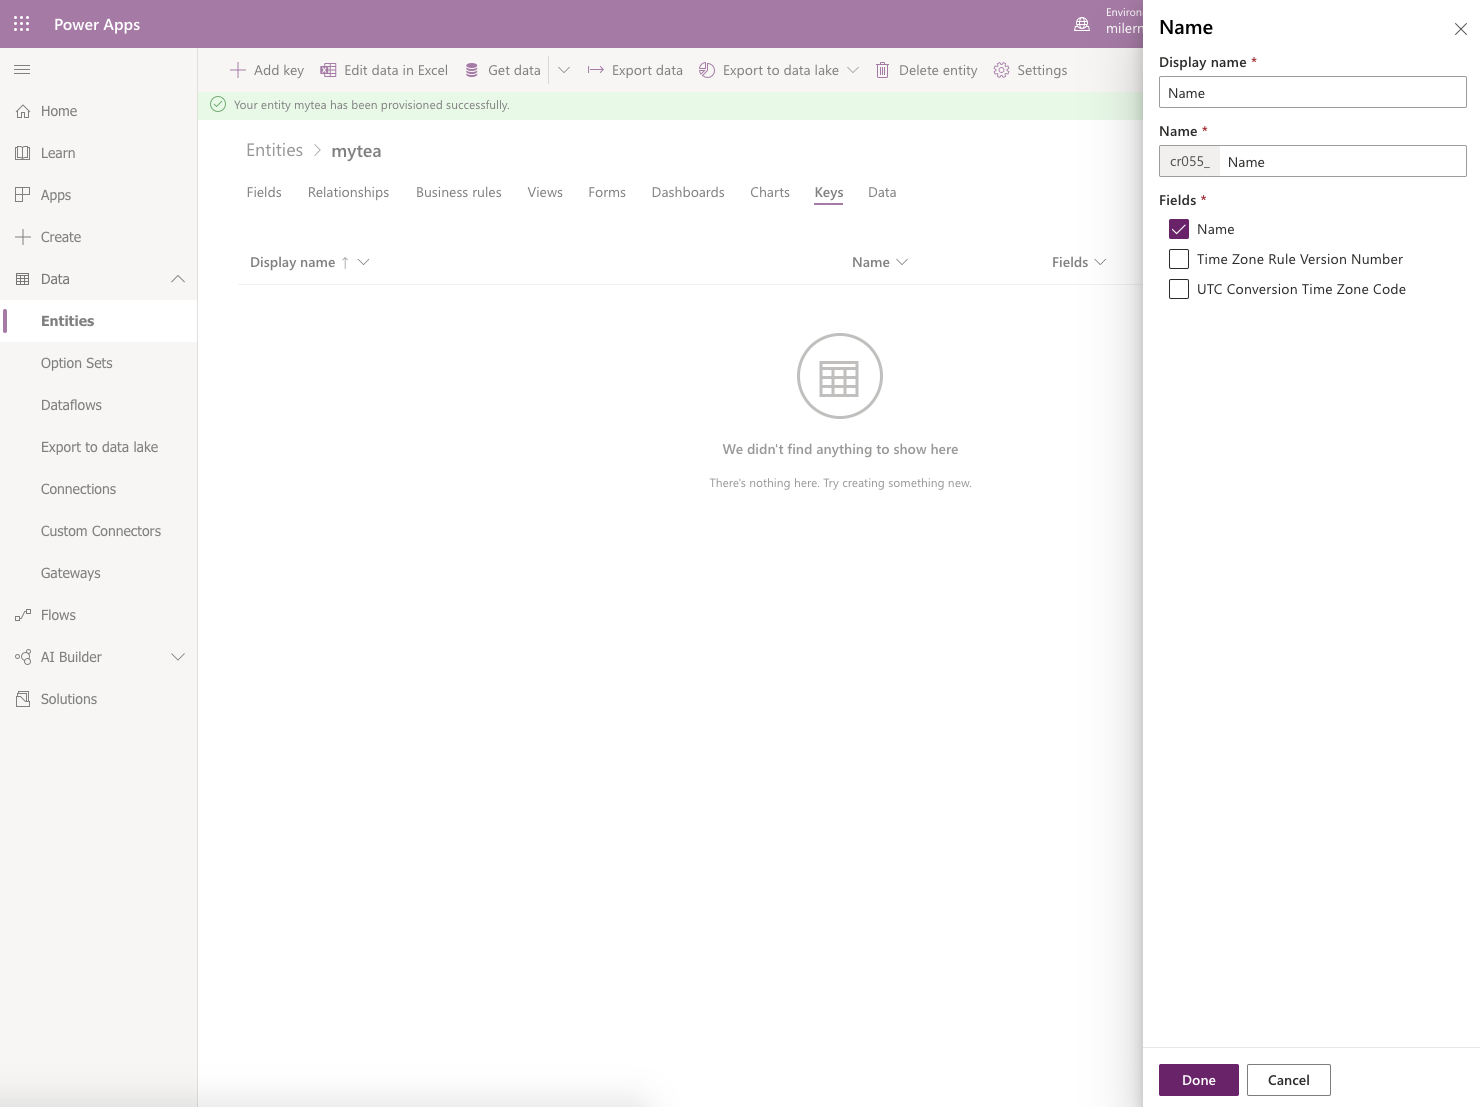 Power Apps
Environ
miler
Home
Learn
Apps
Create
Data
Entities
Option Sets
Dataflows
Export to data lake
Connections
Custom Connectors
Gateways
Flows
AI Builder
Solutions
Add key Edit data in Excel Get data Export data Export to data lake Delete entity Settings
Your entity mytea has been provisioned successfully.
Entities > mytea
Fields Relationships Business rules Views Forms Dashboards Charts Keys Data
Display name ↑ Name Fields
We didn't find anything to show here
There's nothing here. Try creating something new.
Name
Display name *
Name
Name *
cr055_ Name
Fields *
Name
Time Zone Rule Version Number
UTC Conversion Time Zone Code
Done Cancel